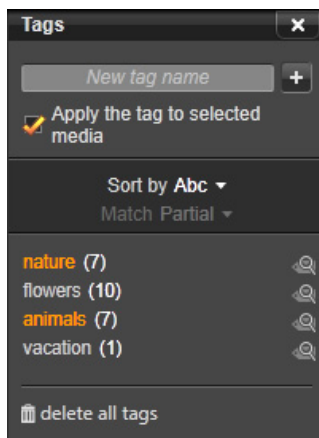 Tags
New tag name
Apply the tag to selected
media
Sort by Abc
Match Partial
nature (7)
flowers (10)
animals (7)
vacation (1)
delete all tags